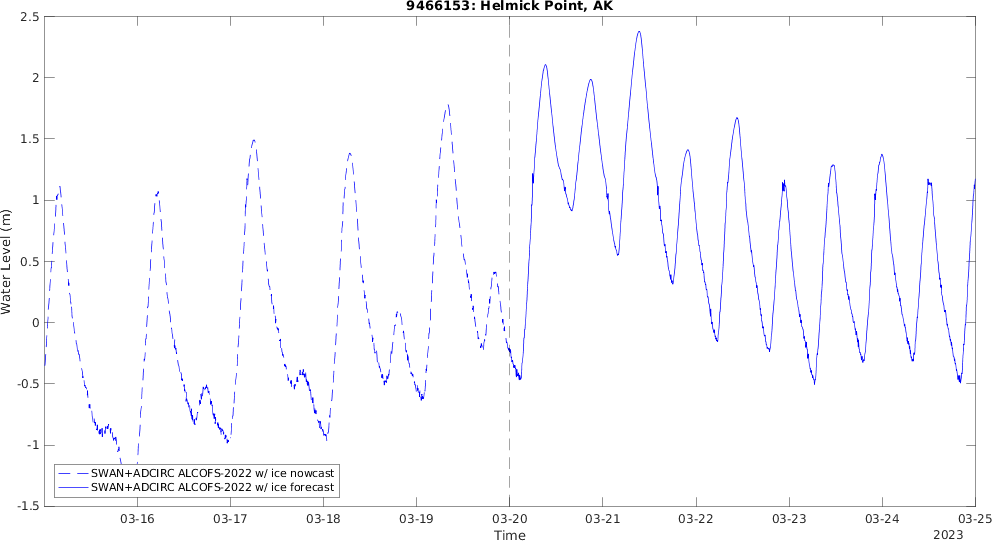 9466153: Helmick Point, AK
Water Level (m)
2.5
2
1.5
1
0.5
0
-0.5
-1
-1.5
SWAN+ADCIRC ALCOFS-2022 w/ ice nowcast
SWAN+ADCIRC ALCOFS-2022 w/ ice forecast
03-16 03-17 03-18 03-19 03-20 03-21 03-22 03-23 03-24 03-25
Time
2023